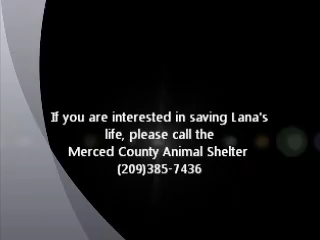 If you are interested in saving Lana's
life, please call the
Merced County Animal Shelter
(209)385-7436